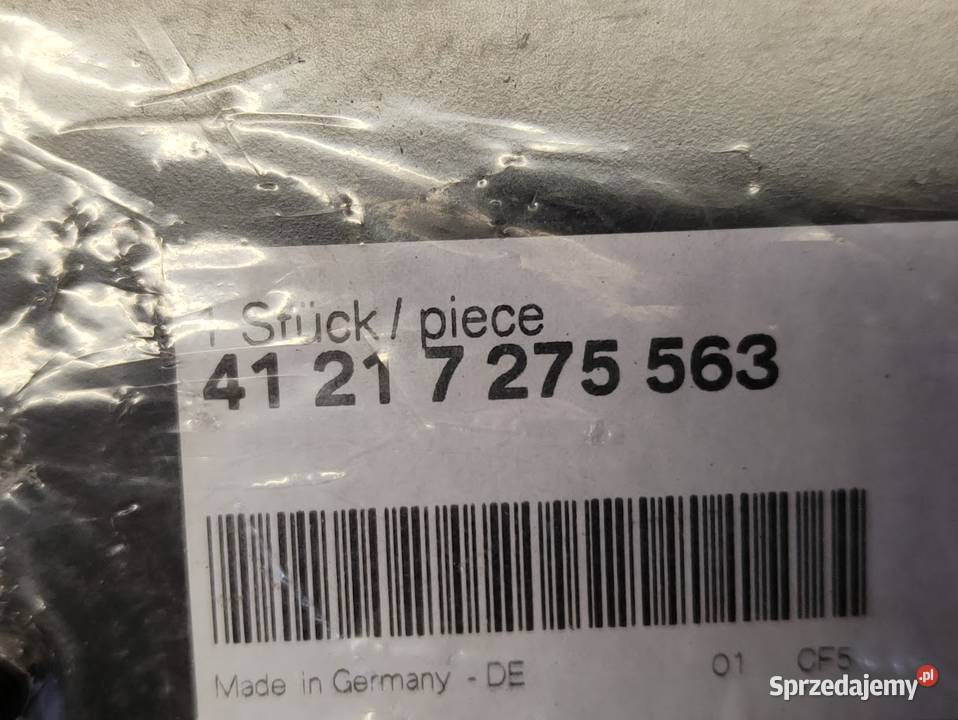 1 Stück / piece
41 21 7 275 563
Made in Germany - DE 01 CF5
Sprzedajemy.pl